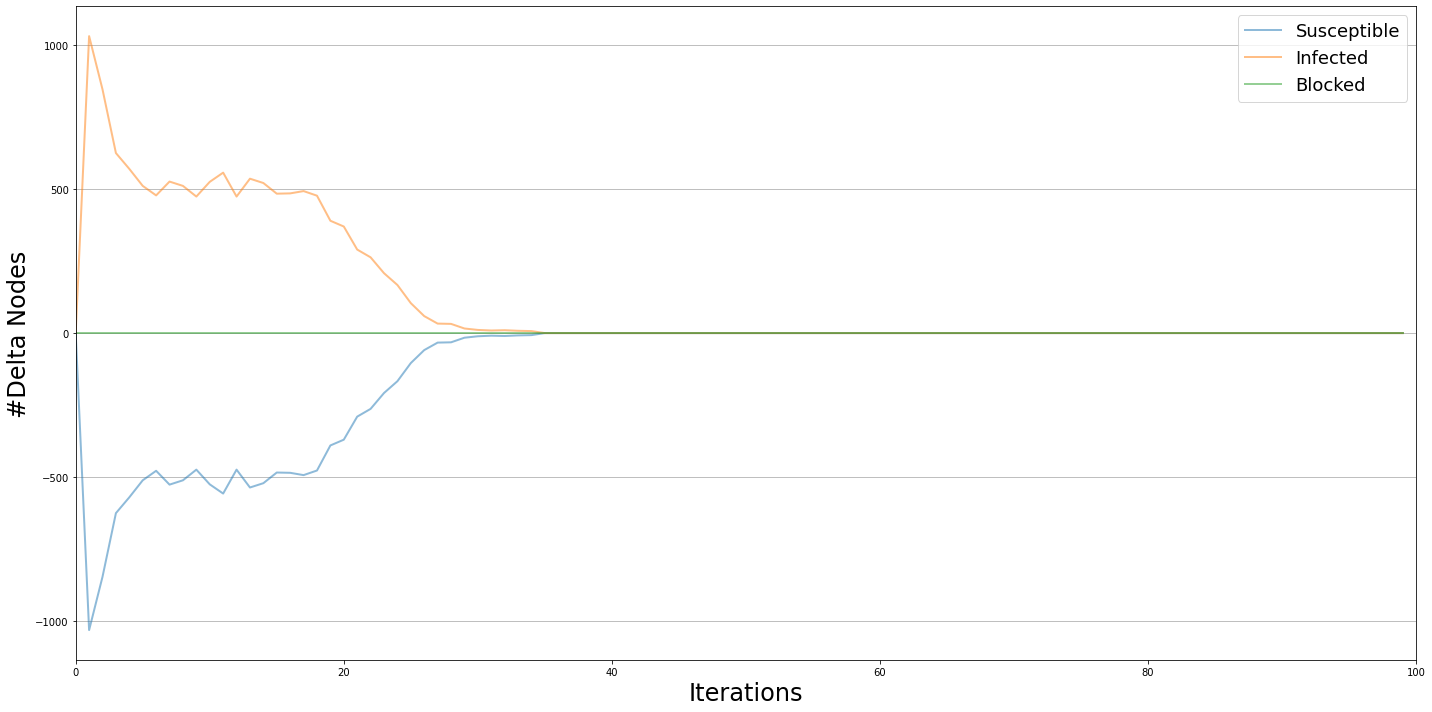 Susceptible
Infected
Blocked
1000
500
0
−500
−1000
#Delta Nodes
0 20 40 60 80 100
Iterations